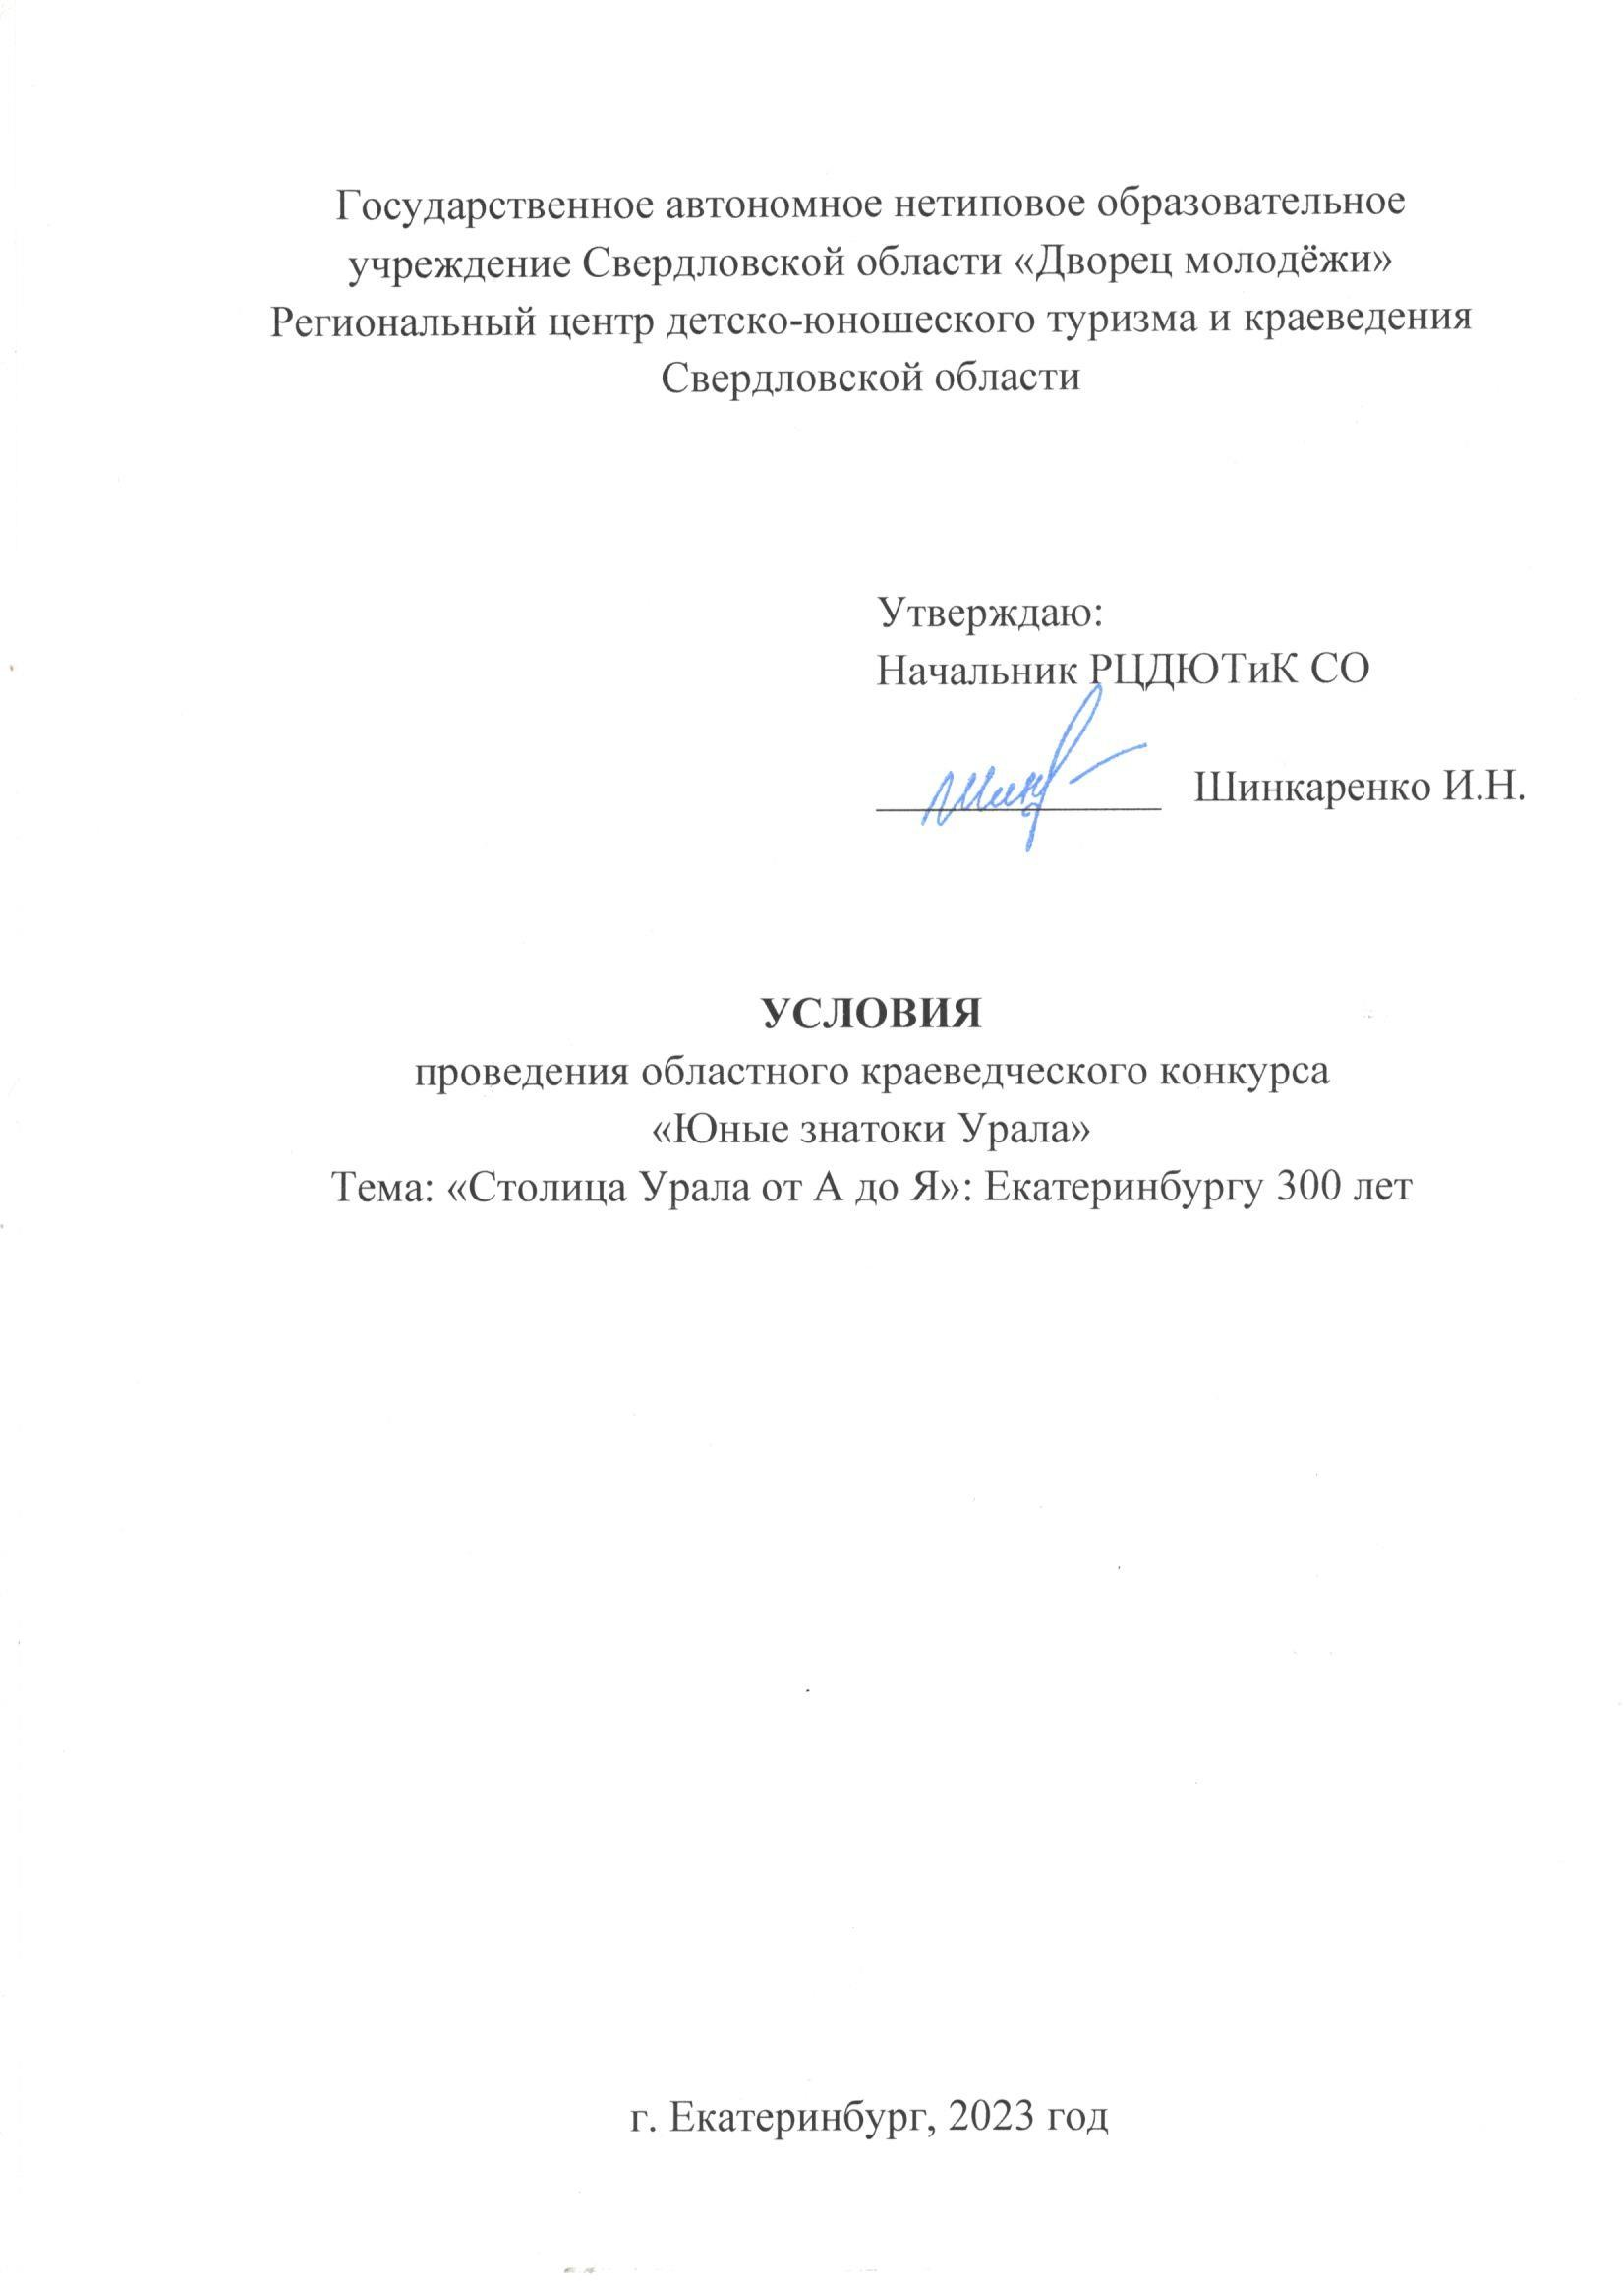 Государственное автономное нетиповое образовательное
учреждение Свердловской области «Дворец молодёжи»
Региональный центр детско-юношеского туризма и краеведения
Свердловской области
Утверждаю:
Начальник РЦДЮТиК СО
Шинкаренко И.Н.
УСЛОВИЯ
проведения областного краеведческого конкурса
«Юные знатоки Урала»
Тема: «Столица Урала от А до Я»: Екатеринбургу 300 лет
г. Екатеринбург, 2023 год